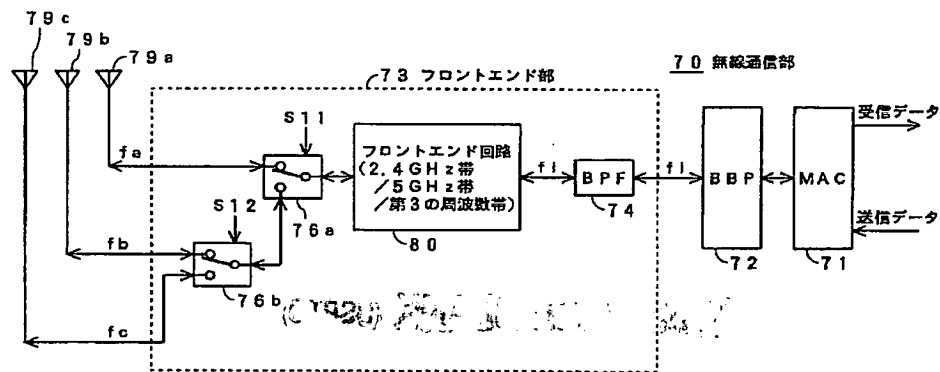 79c
79b
79a
73 フロントエンド部
70 無線通信部
S11
fa
フロントエンド回路
(2.4GHz帯
/5GHz帯
/第3の周波数帯)
fi
BPF
fi
BBP
MAC
受信データ
送信データ
S12
76a
80
74
72
71
fb
76b
fc